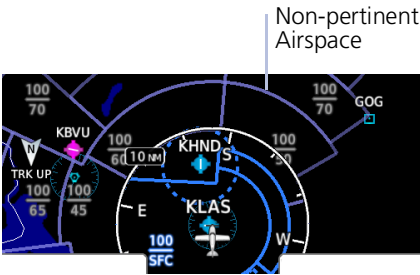 Non-pertinent
Airspace
100
70
100
70
GOG
KBVU
100
60
10 NM
KHND
S
100
90
N
TRK UP
100
65
100
45
E
KLAS
W
100
SFC